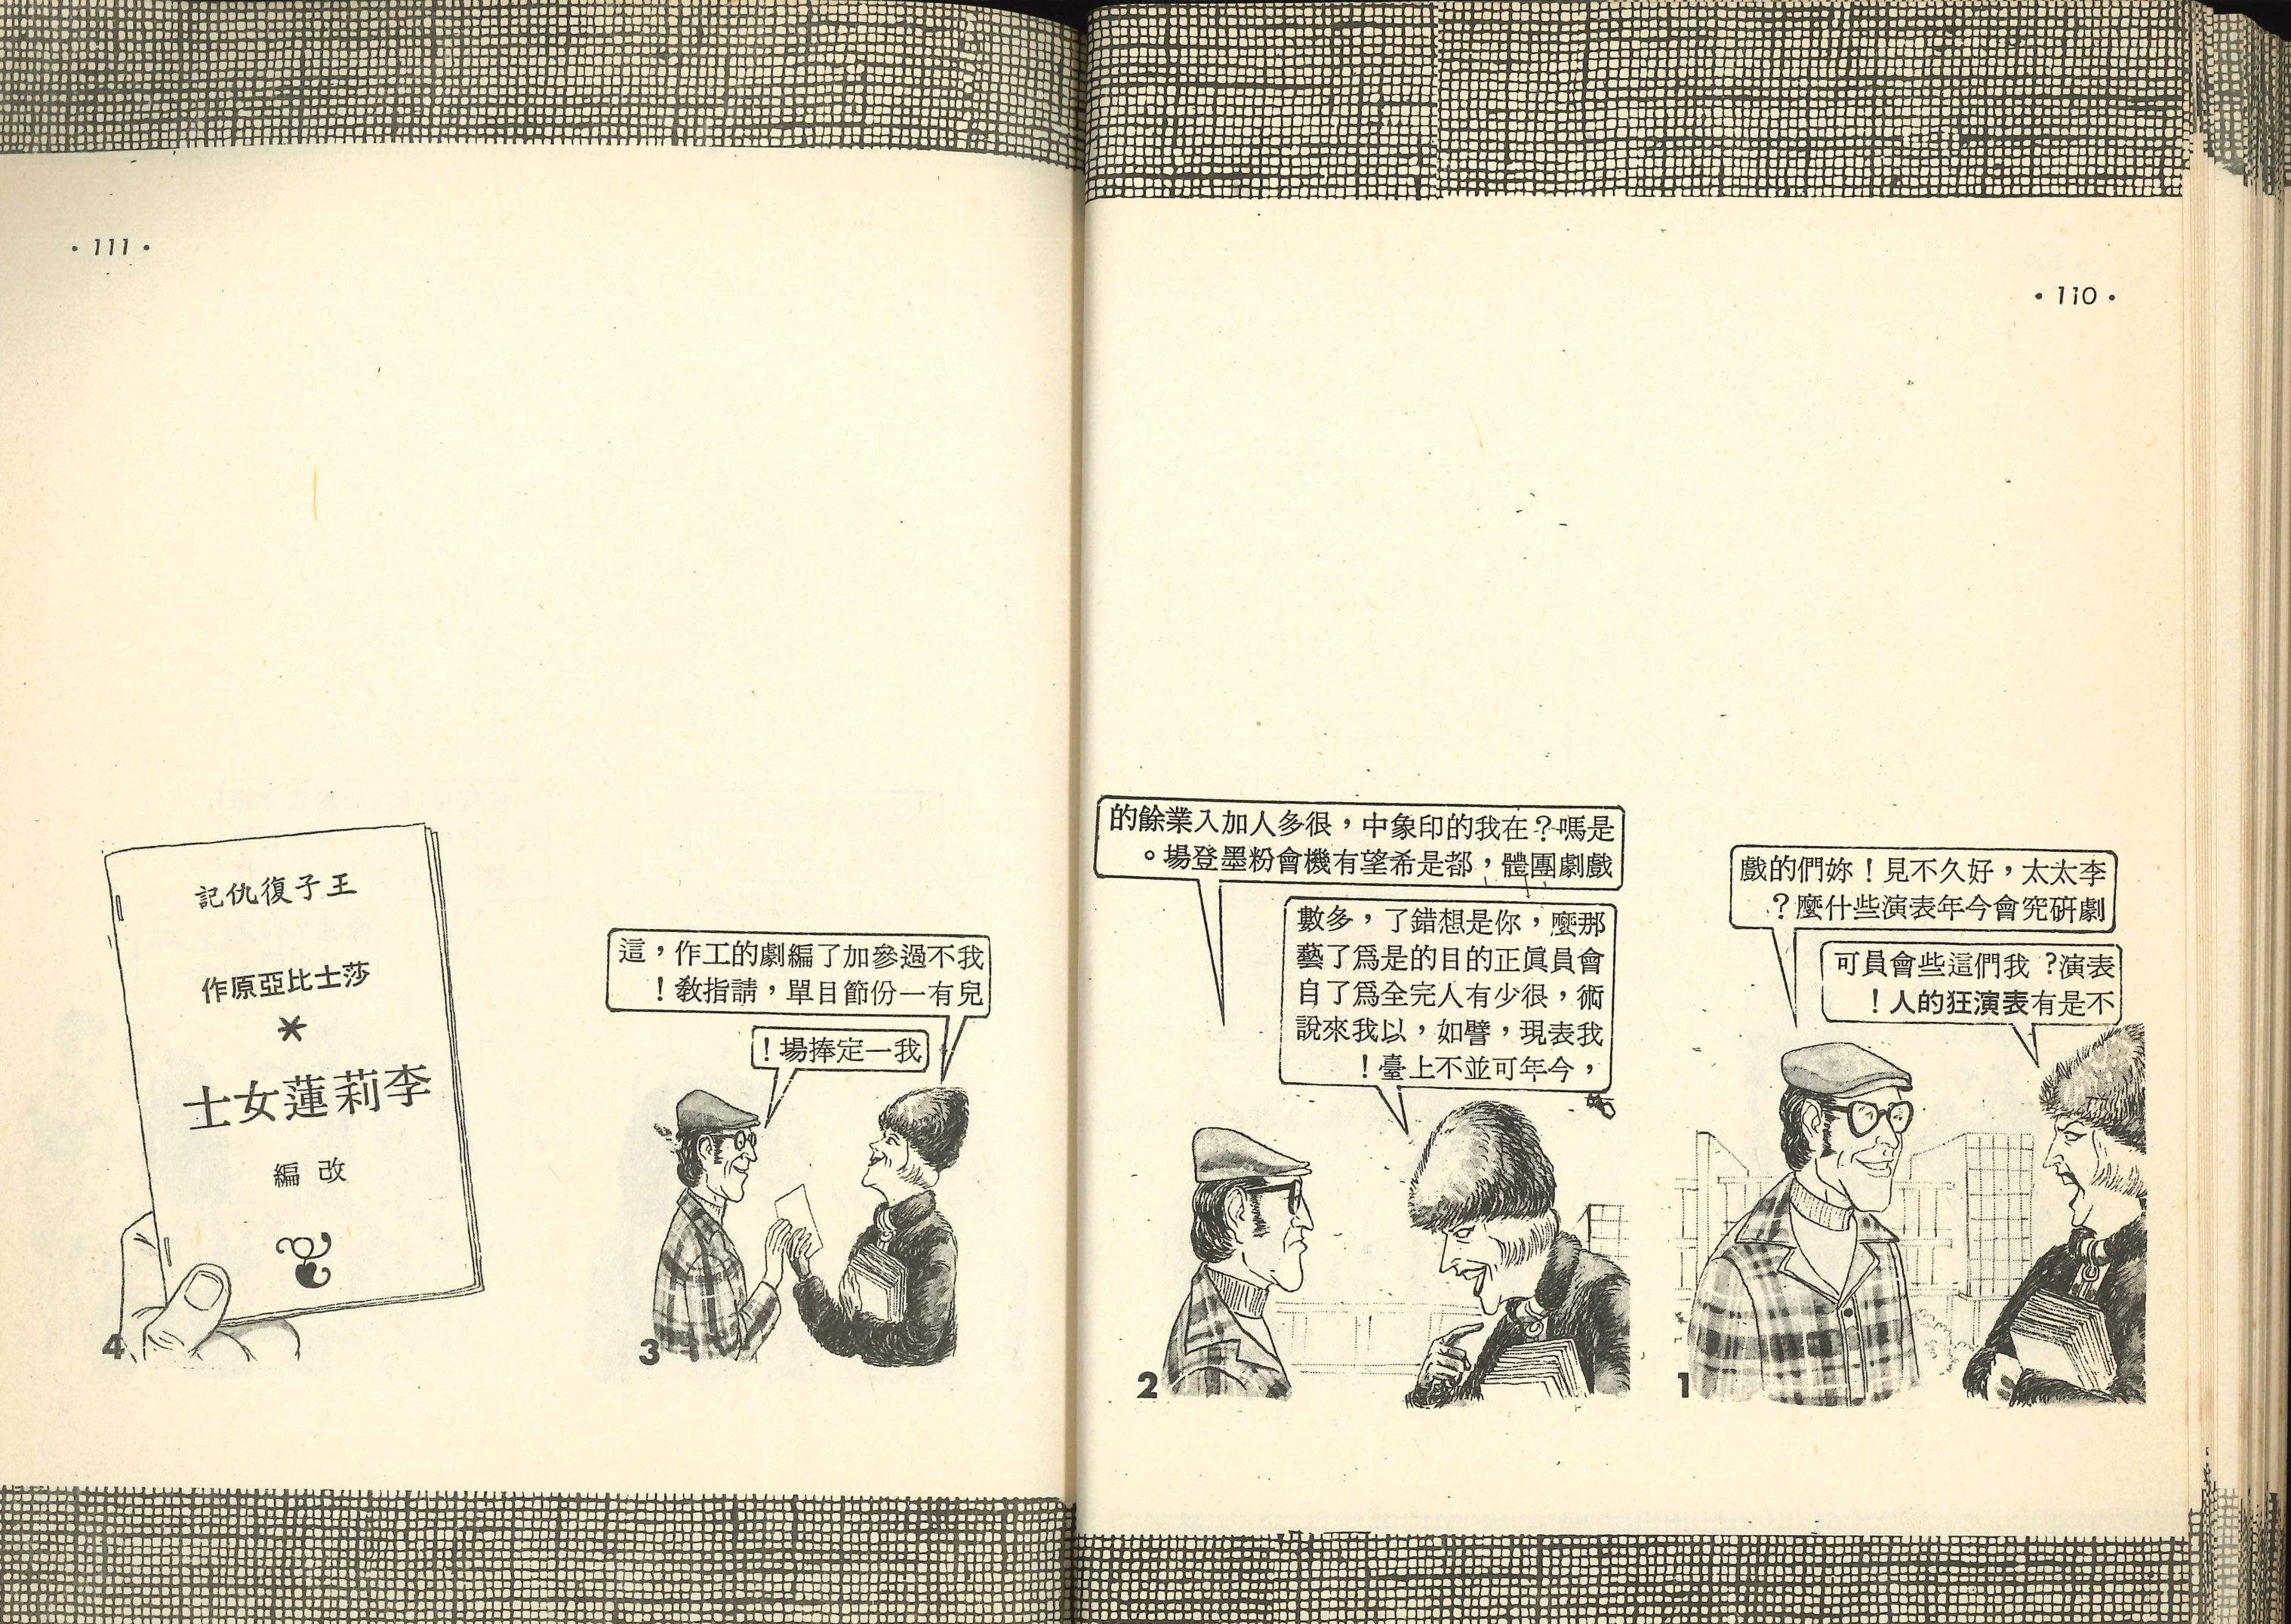 ・110・
李太太，好久不見！妳們的戲
劇硏究會今年表演些什麼？
表演？我們這些會員可
不是有表演狂的人！
1
是嗎？在我的印象中，很多人加入業餘的
戲劇團體，都是希望有機會粉墨登場。
那麼，你是想錯了，多數
會員眞正的目的是爲了藝
術，很少有人完全爲了自
我表現，譬如，以我來說
，今年可並不上臺！
2
・111・
我不過參加了編劇的工作，這
兒有一份節目單，請指敎！
我一定捧場！
3
王子復仇記
莎士比亞原作
李莉蓮女士
改編
4